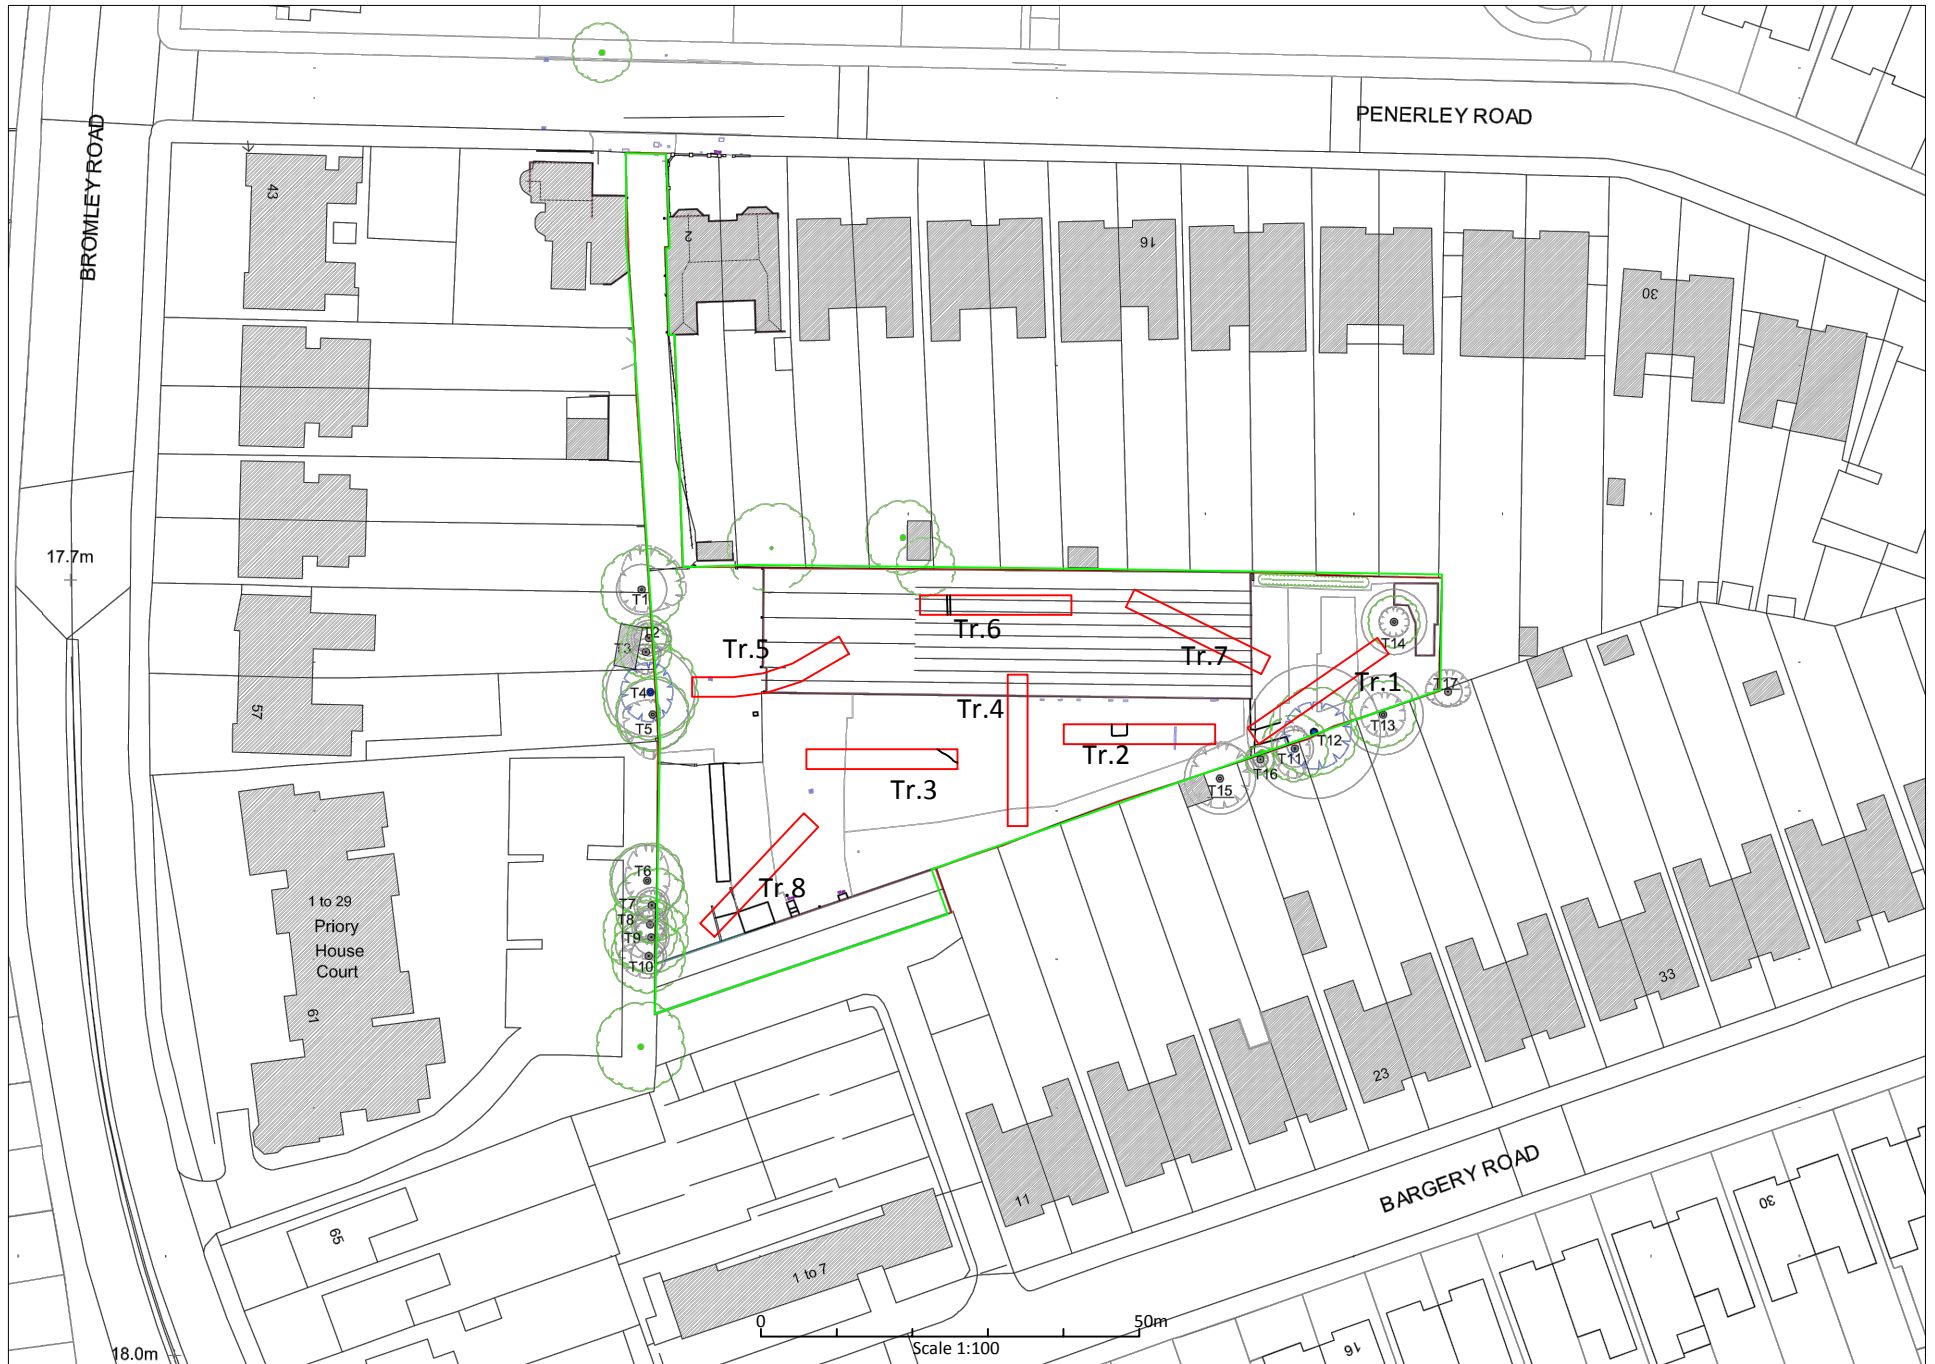 PENERLEY ROAD
BROMLEY ROAD
43
2
16
30
17.7m
57
T1
T2
T3
T4
T5
Tr.5
Tr.6
Tr.7
Tr.1
T14
T17
T13
T12
T11
T16
T15
Tr.4
Tr.2
Tr.3
Tr.8
T6
T7
T8
T9
T10
1 to 29
Priory
House
Court
61
33
23
11
BARGERY ROAD
65
1 to 7
30
16
0
50m
Scale 1:100
18.0m